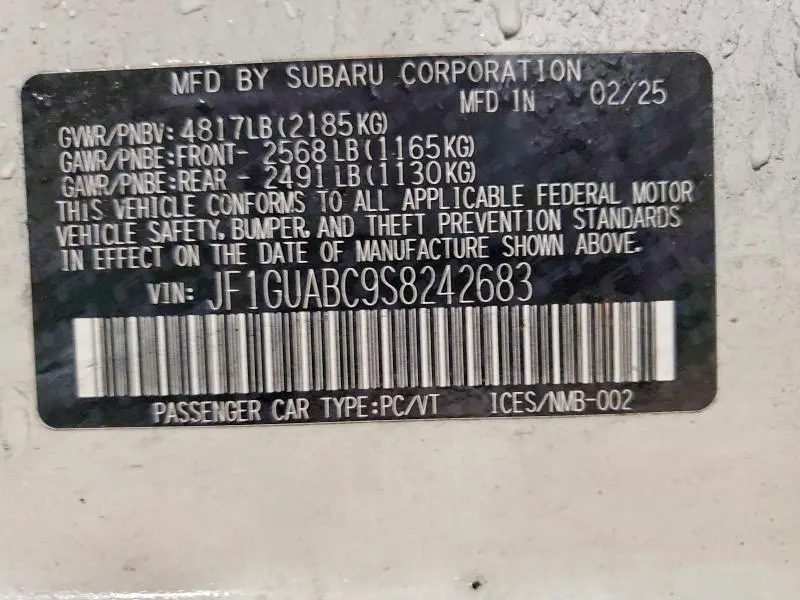 MFD BY SUBARU CORPORATION
MFD IN 02/25
GVWR/PNBV: 4817LB(2185KG)
GAWR/PNBE:FRONT- 2568LB(1165KG)
GAWR/PNBE:REAR - 2491LB(1130KG)
THIS VEHICLE CONFORMS TO ALL APPLICABLE FEDERAL MOTOR
VEHICLE SAFETY, BUMPER, AND THEFT PREVENTION STANDARDS
IN EFFECT ON THE DATE OF MANUFACTURE SHOWN ABOVE.
VIN: JF1GUABC9S8242683
PASSENGER CAR TYPE:PC/VT ICES/NMB-002